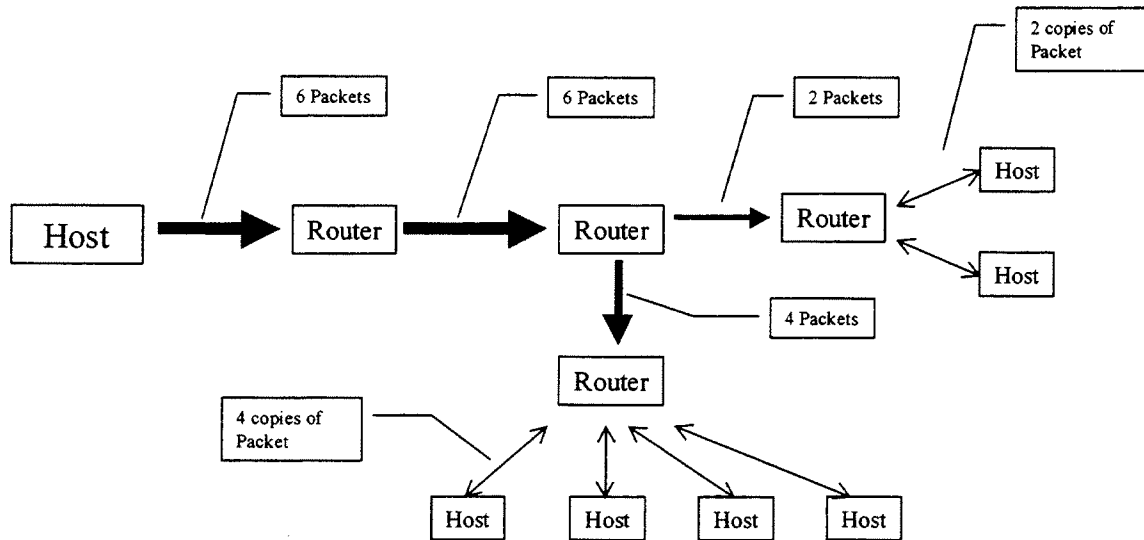 2 copies of
Packet
6 Packets
6 Packets
2 Packets
Host
Host
Router
Router
Router
Host
4 Packets
Router
4 copies of
Packet
Host
Host
Host
Host